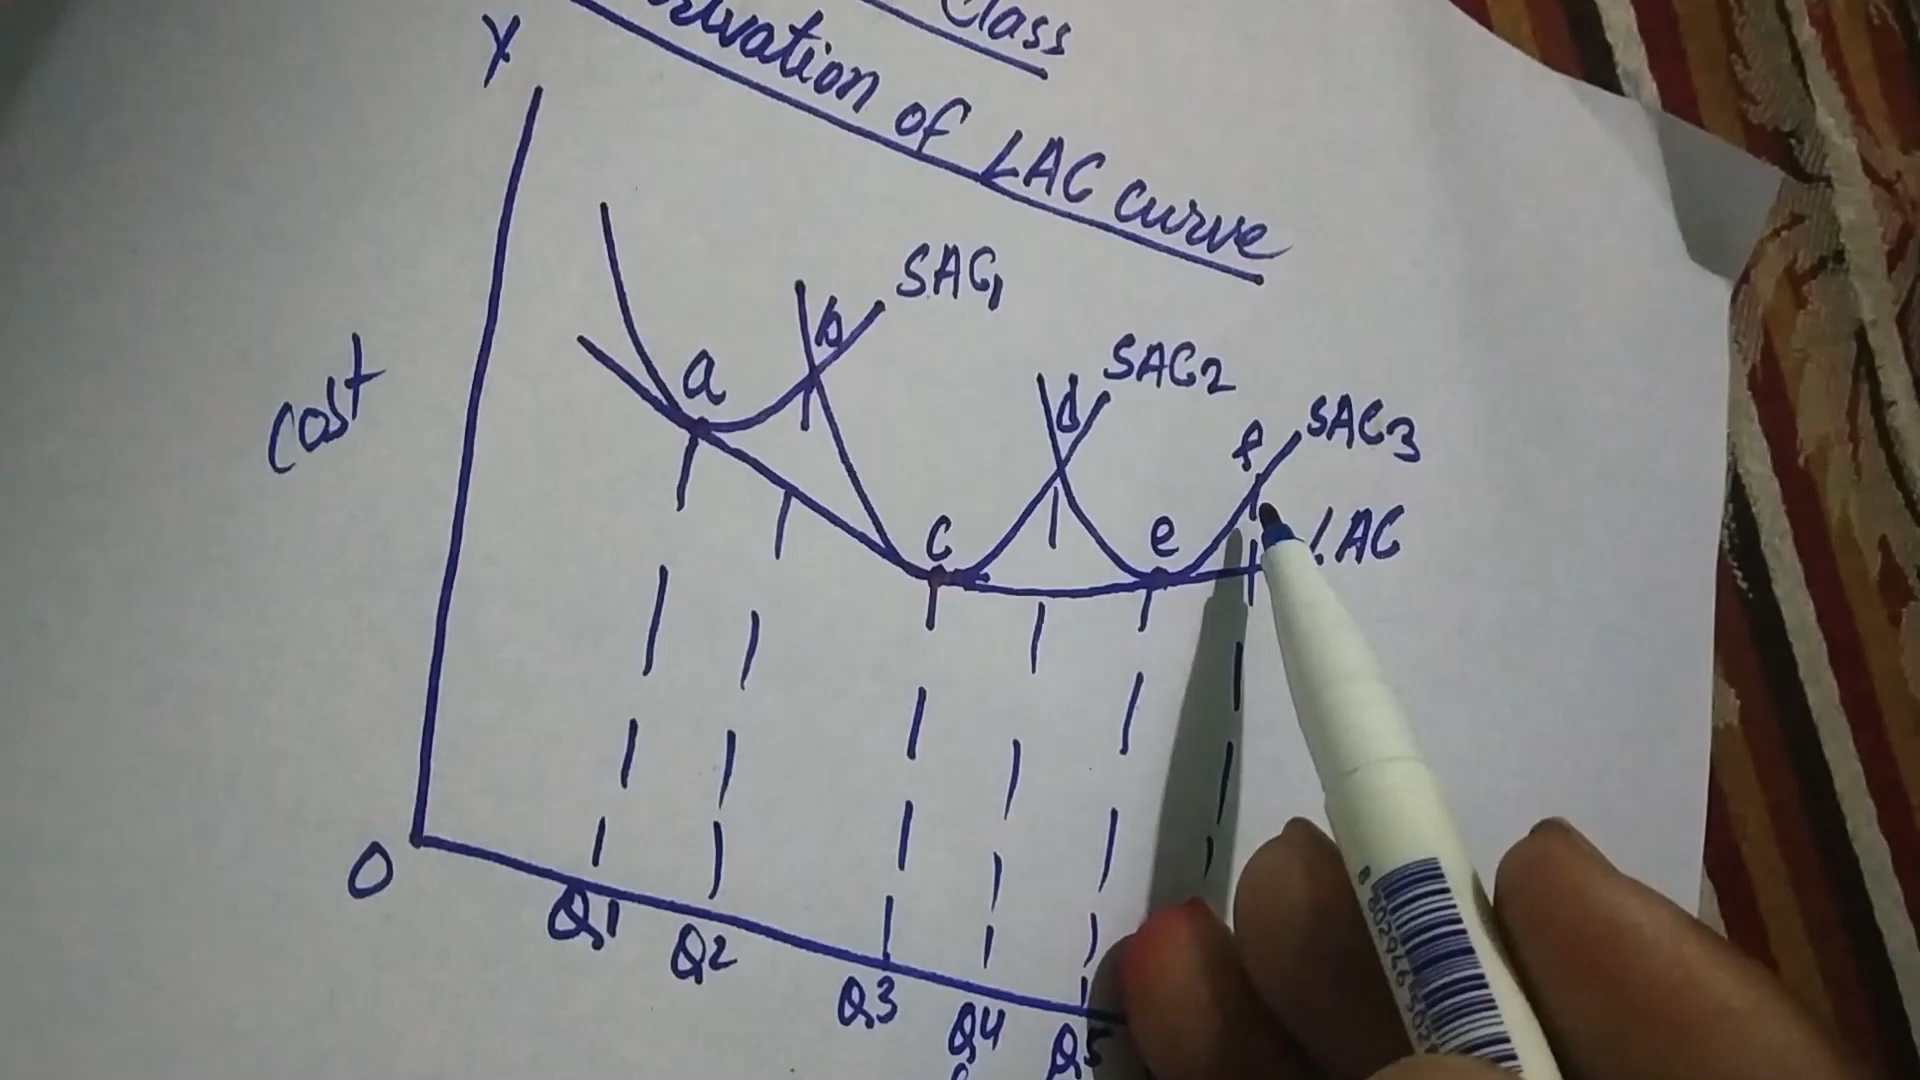 Class
of LAC curve
Y
SAC1
b
SAC2
a
d
SAC3
f
cost
LAC
c
e
O
Q1
Q2
Q3
Q4
Q5